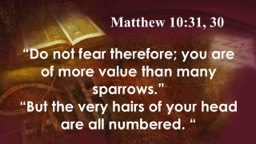 Matthew 10:31, 30
“Do not fear therefore; you are
of more value than many
sparrows.”
“But the very hairs of your head
are all numbered. “